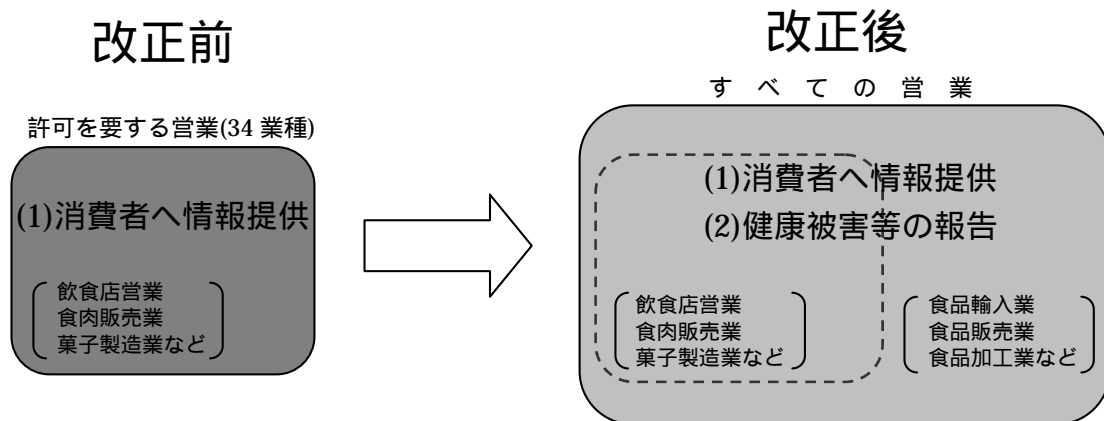 改正前
許可を要する営業(34 業種)
(1)消費者へ情報提供
飲食店営業
食肉販売業
菓子製造業など
改正後
すべての営業
(1)消費者へ情報提供
(2)健康被害等の報告
飲食店営業
食肉販売業
菓子製造業など
食品輸入業
食品販売業
食品加工業など